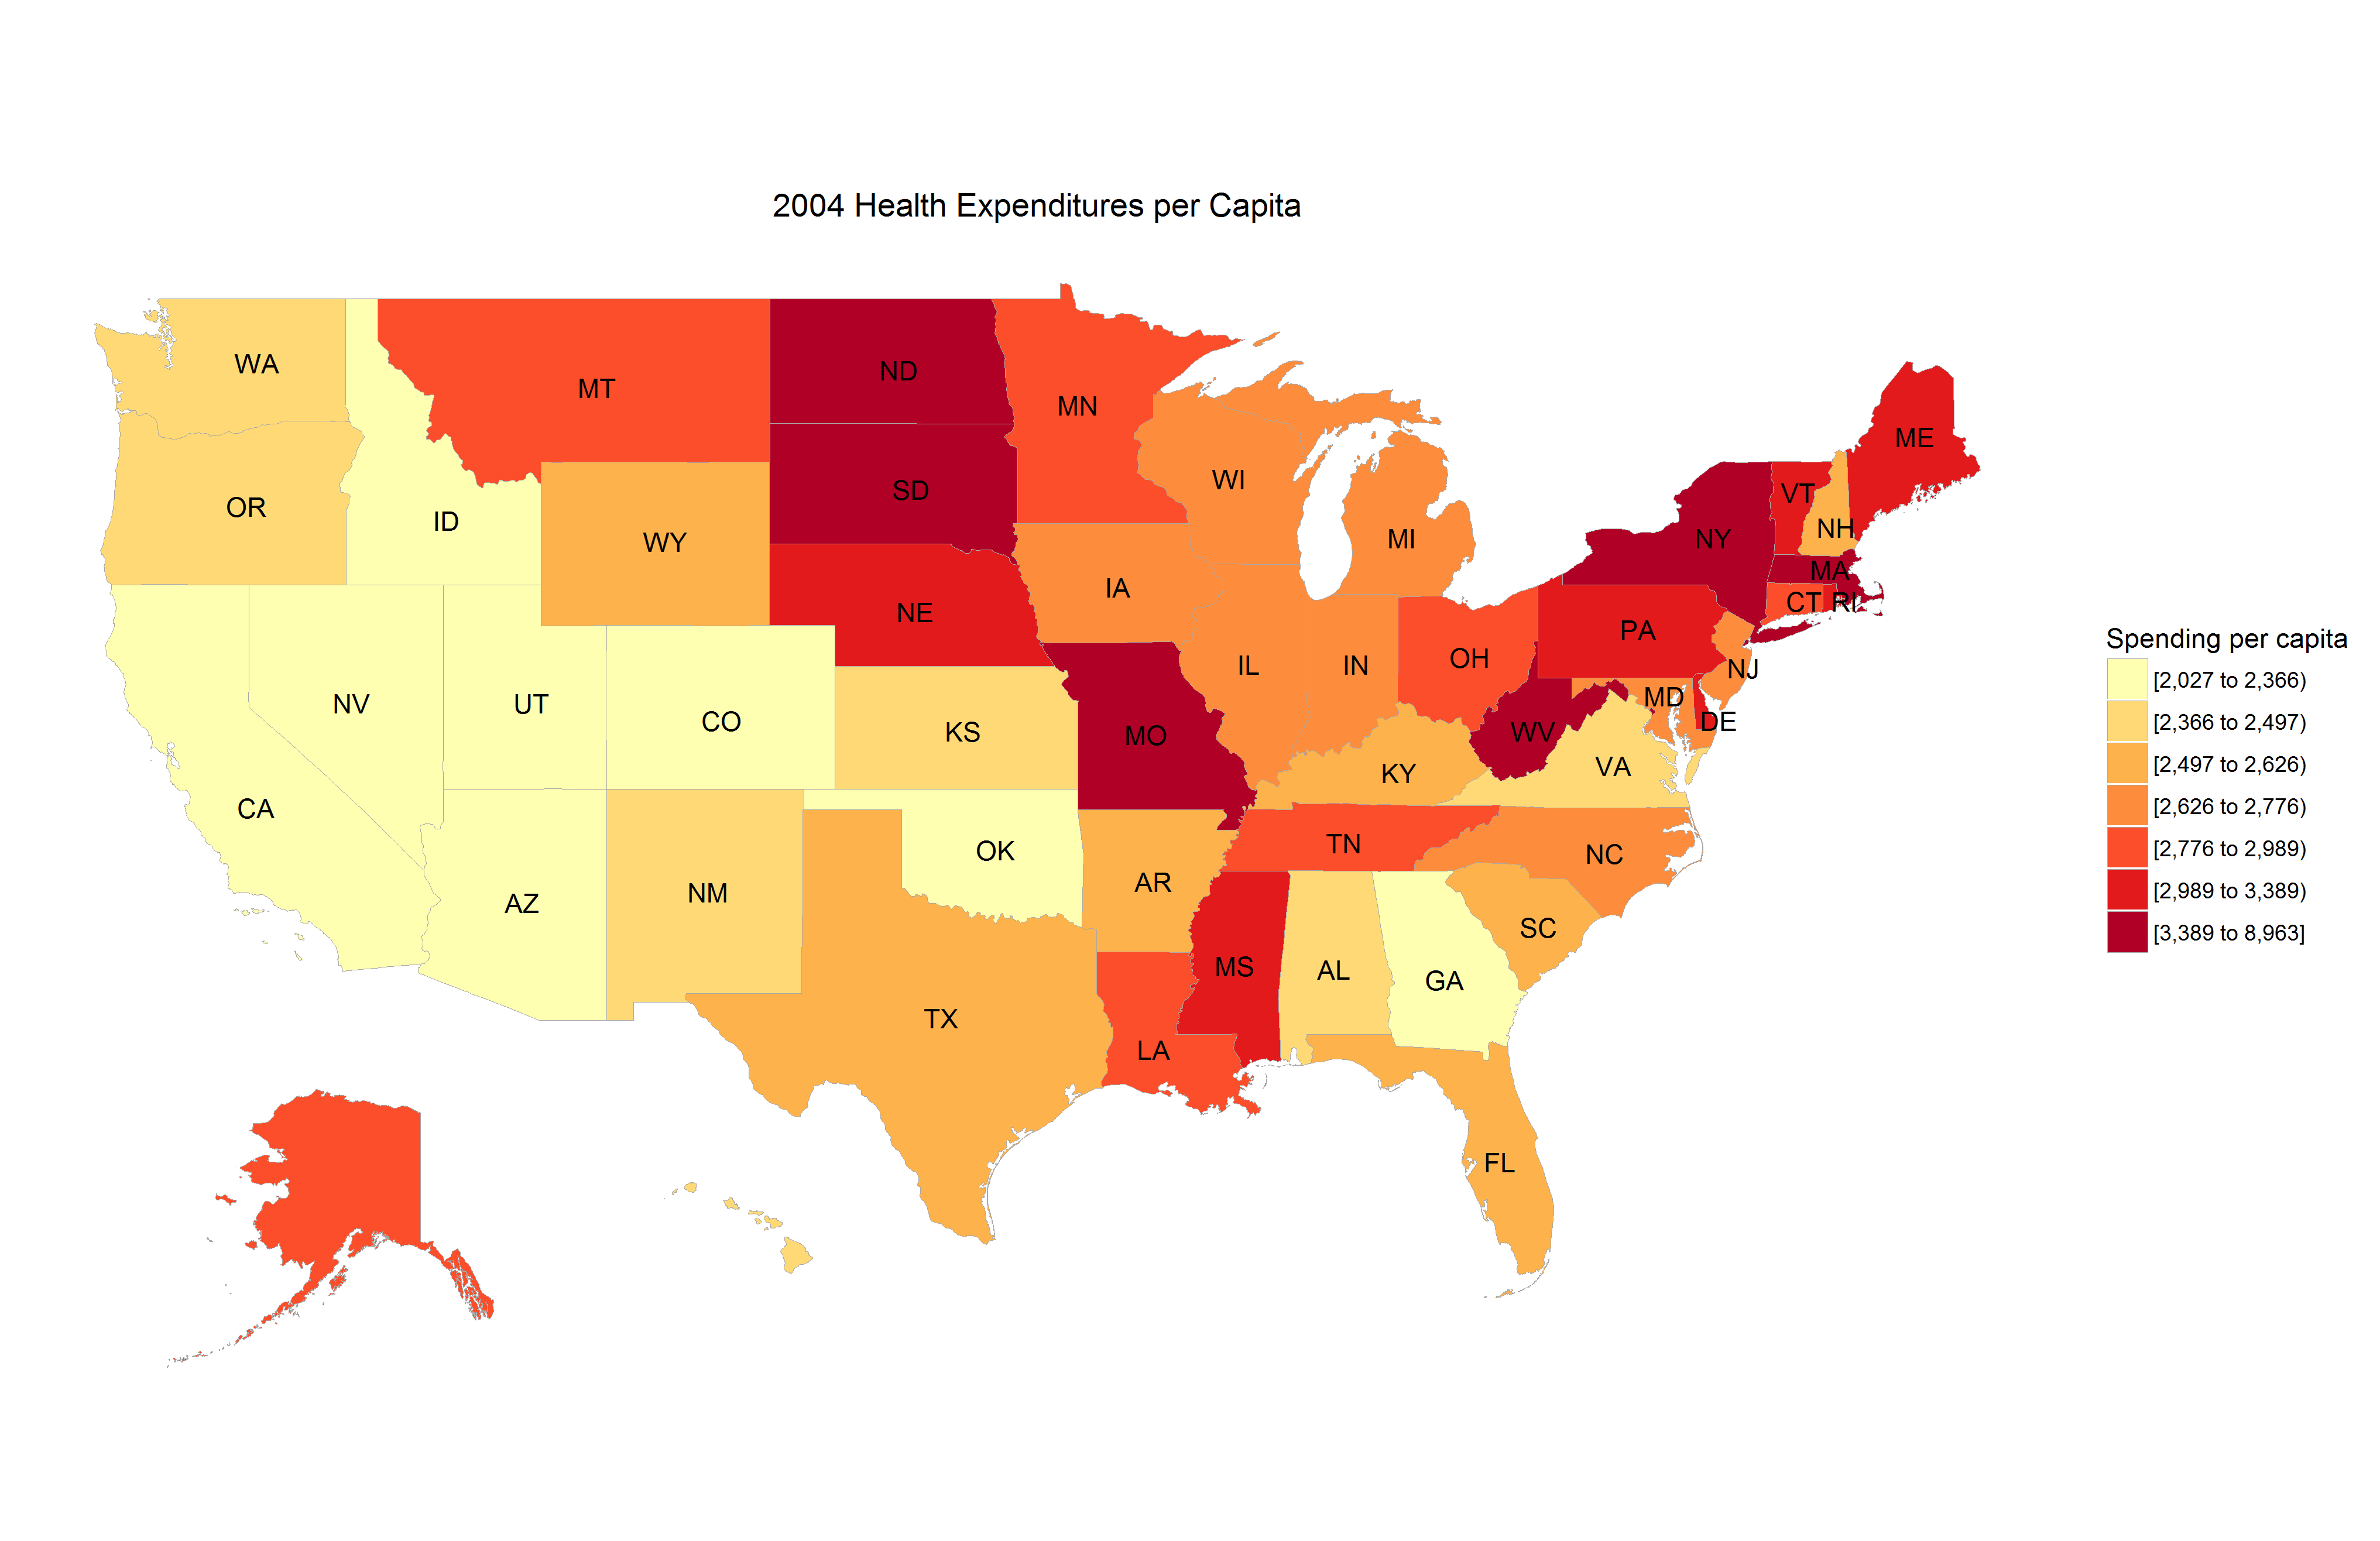 2004 Health Expenditures per Capita
WA
MT
ND
MN
ME
OR
ID
WY
SD
WI
MI
NY
VT
NH
MA
CT
RI
IA
NE
PA
NJ
IL
IN
OH
MD
DE
NV
UT
CO
KS
MO
KY
WV
VA
CA
OK
TN
NC
AZ
NM
AR
SC
MS
AL
GA
TX
LA
FL
Spending per capita
[2,027 to 2,366)
[2,366 to 2,497)
[2,497 to 2,626)
[2,626 to 2,776)
[2,776 to 2,989)
[2,989 to 3,389)
[3,389 to 8,963]